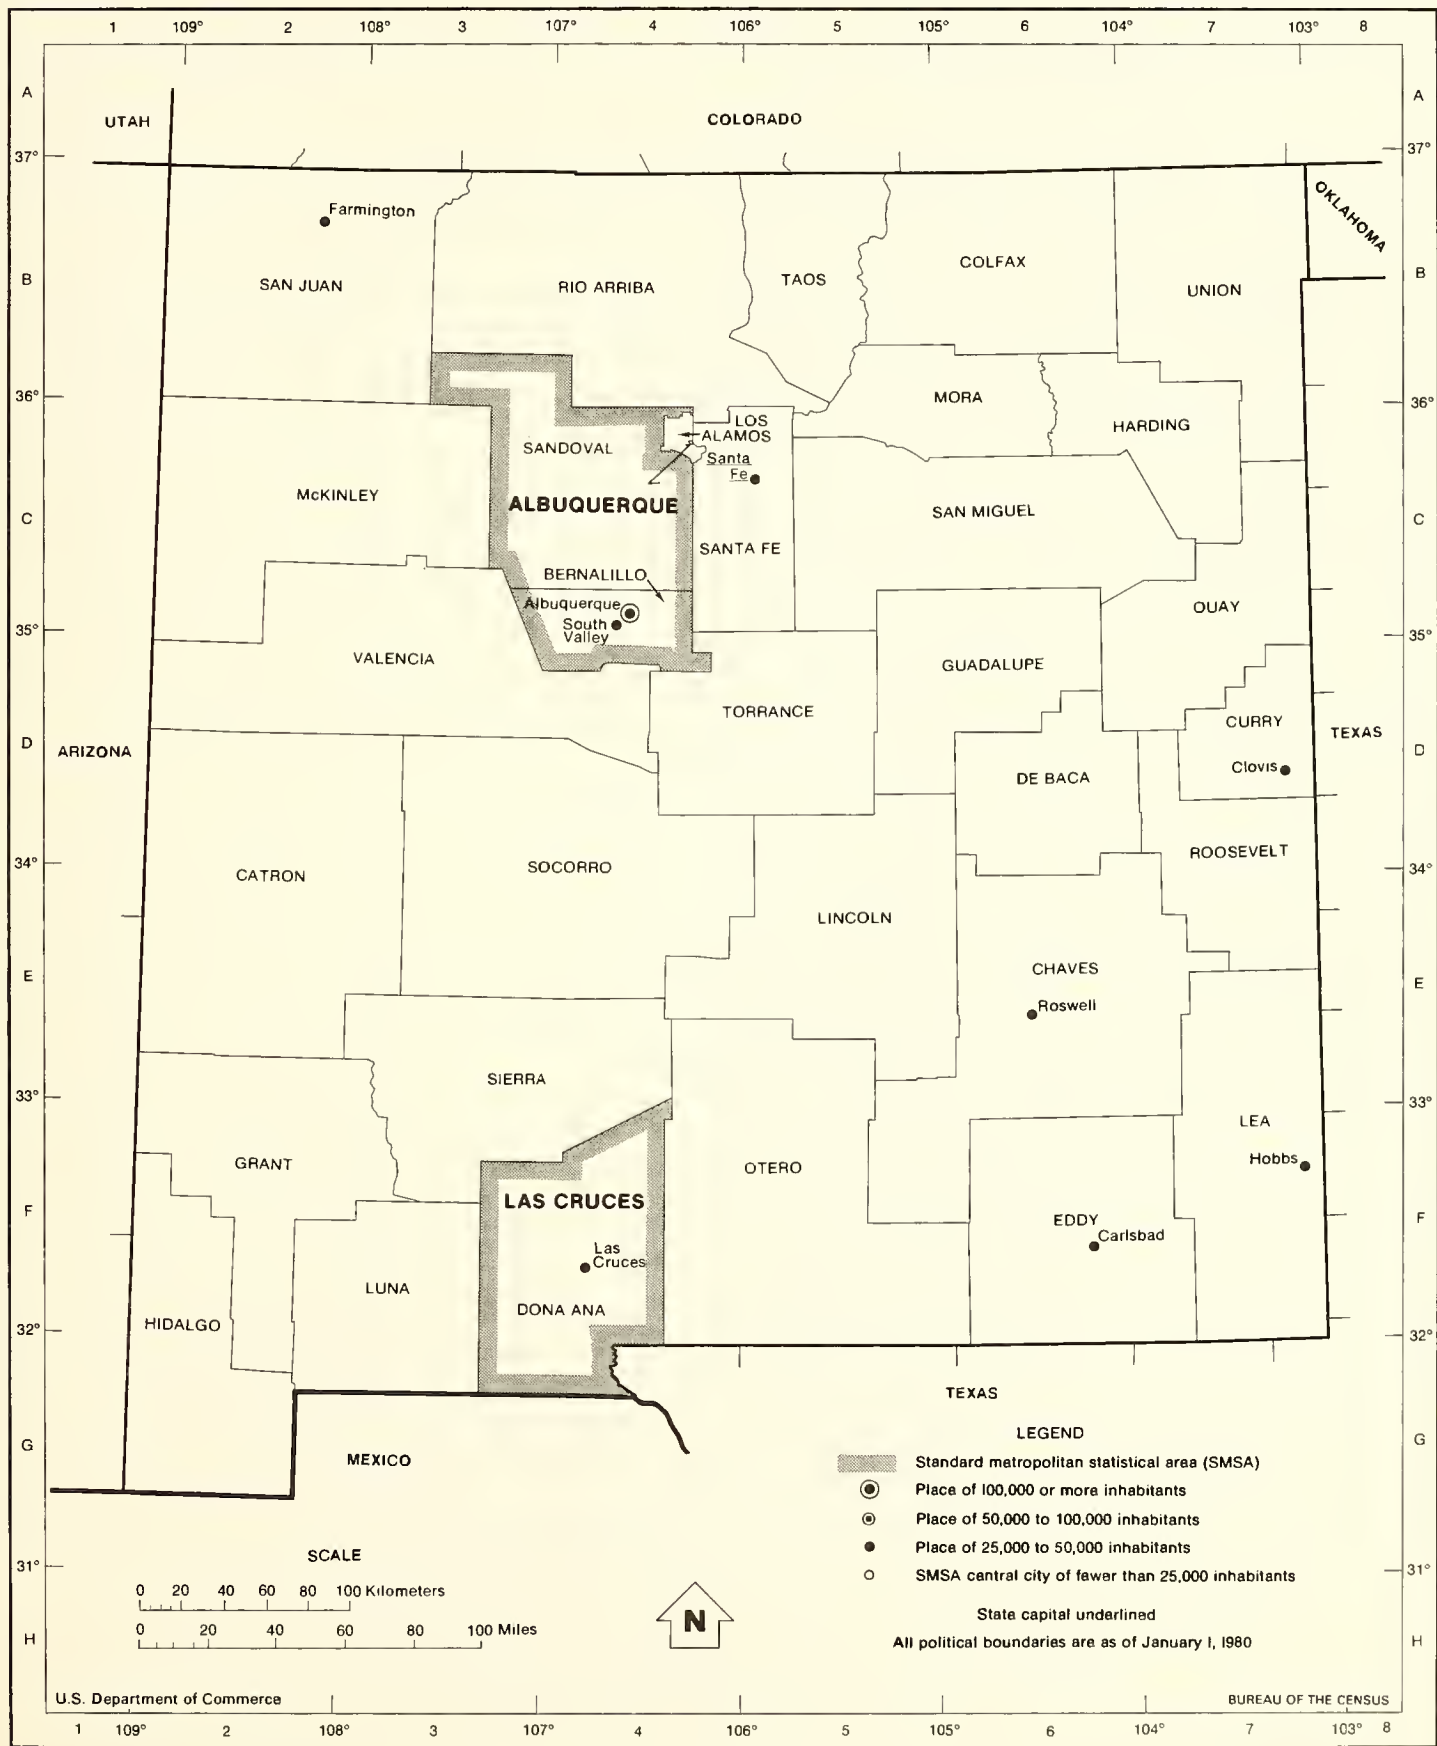 1 109° 2 108° 3 107° 4 106° 5 105° 6 104° 7 103° 8
A A
UTAH COLORADO
37° 37°
OKLAHOMA
Farmington
B B
SAN JUAN RIO ARRIBA TAOS COLFAX UNION
36° 36°
MORA
LOS
ALAMOS
HARDING
SANDOVAL
Santa
Fe
McKINLEY
ALBUQUERQUE
C C
SAN MIGUEL
SANTA FE
BERNALILLO
Albuquerque
South
Valley
QUAY
35° 35°
VALENCIA GUADALUPE
TORRANCE
CURRY
ARIZONA TEXAS
D D
Clovis
DE BACA
ROOSEVELT
34° 34°
CATRON SOCORRO
LINCOLN
CHAVES
E E
Roswell
SIERRA
33° 33°
LEA
GRANT OTERO
Hobbs
LAS CRUCES
F F
EDDY
Carlsbad
Las
Cruces
LUNA
DONA ANA
HIDALGO
32° 32°
TEXAS
LEGEND
G G
MEXICO
Standard metropolitan statistical area (SMSA)
Place of 100,000 or more inhabitants
Place of 50,000 to 100,000 inhabitants
Place of 25,000 to 50,000 inhabitants
SMSA central city of fewer than 25,000 inhabitants
31° 31°
SCALE
0 20 40 60 80 100 Kilometers
0 20 40 60 80 100 Miles
N
State capital underlined
All political boundaries are as of January 1, 1980
H H
U.S. Department of Commerce BUREAU OF THE CENSUS
1 109° 2 108° 3 107° 4 106° 5 105° 6 104° 7 103° 8